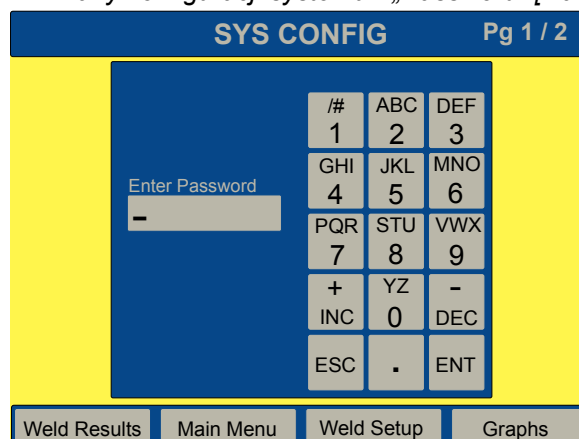 SYS CONFIG Pg 1 / 2
/# ABC DEF
1 2 3
GHI JKL MNO
4 5 6
Enter Password
-
PQR STU VWX
7 8 9
+ YZ -
INC 0 DEC
ESC . ENT
Weld Results Main Menu Weld Setup Graphs